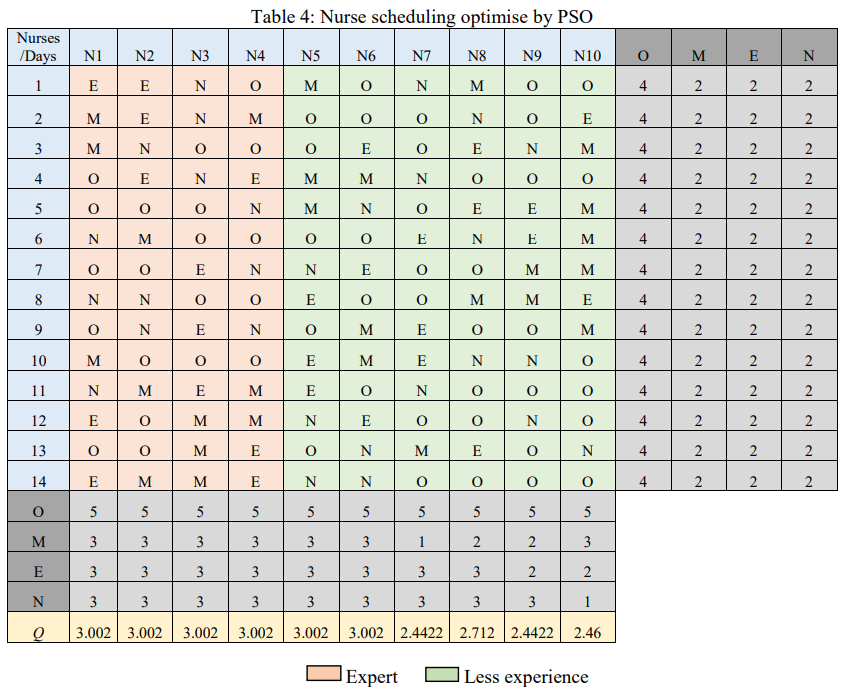 Table 4: Nurse scheduling optimise by PSO
Nurses
/Days N1 N2 N3 N4 N5 N6 N7 N8 N9 N10 O M E N
1 E E N O M O N M O O 4 2 2 2
2 M E N M O O O N O E 4 2 2 2
3 M N O O O E O E N M 4 2 2 2
4 O E N E M M N O O O 4 2 2 2
5 O O O N M N O E E M 4 2 2 2
6 N M O O O O E N E M 4 2 2 2
7 O O E N N E O O M M 4 2 2 2
8 N N O O E O O M M E 4 2 2 2
9 O N E N O M E O O M 4 2 2 2
10 M O O O E M E N N O 4 2 2 2
11 N M E M E O N O O O 4 2 2 2
12 E O M M N E O O N O 4 2 2 2
13 O O M E O N M E O N 4 2 2 2
14 E M M E N N O O O O 4 2 2 2
O 5 5 5 5 5 5 5 5 5 5
M 3 3 3 3 3 3 1 2 2 3
E 3 3 3 3 3 3 3 3 2 2
N 3 3 3 3 3 3 3 3 3 1
Q 3.002 3.002 3.002 3.002 3.002 3.002 2.4422 2.712 2.4422 2.46
Expert Less experience